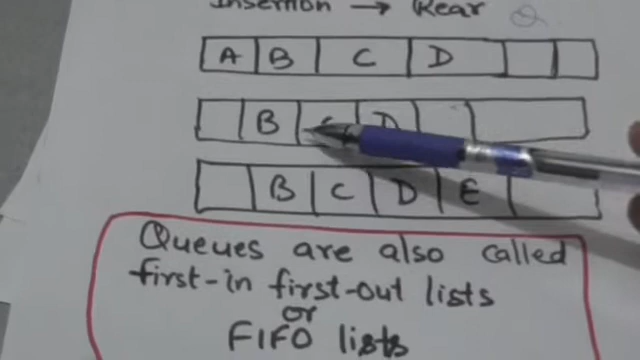 Insertion → Rear
A B C D
B C D
B C D E
Queues are also called
first-in first-out lists
or
FIFO lists